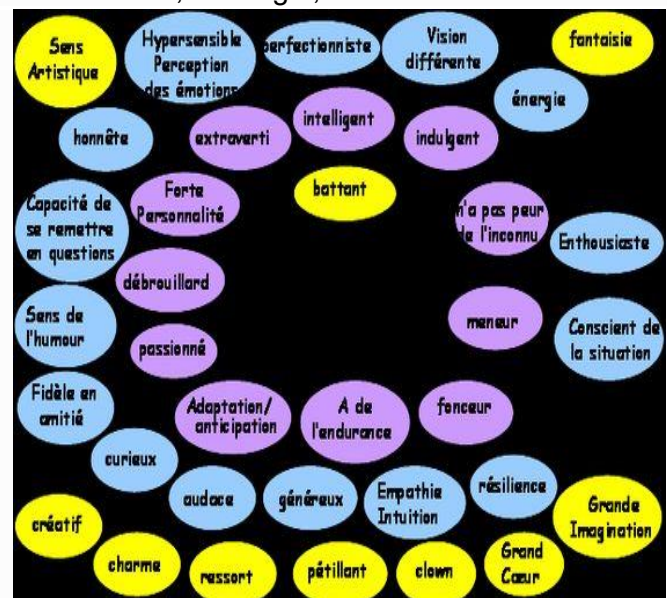 Sens
Artistique
Hypersensible
Perception
des émotions
perfectionniste
Vision
différente
fantaisie
énergie
honnête
extraverti
intelligent
indulgent
battant
Forte
Personnalité
n'a pas peur
de l'inconnu
Capacité de
se remettre
en questions
Enthousiaste
débrouillard
Sens de
l'humour
meneur
Conscient de
la situation
passionné
Fidèle en
amitié
Adaptation/
anticipation
A de
l'endurance
fonceur
curieux
audace
généreux
Empathie
Intuition
résilience
Grande
Imagination
créatif
charme
ressort
pétillant
clown
Grand
Cœur